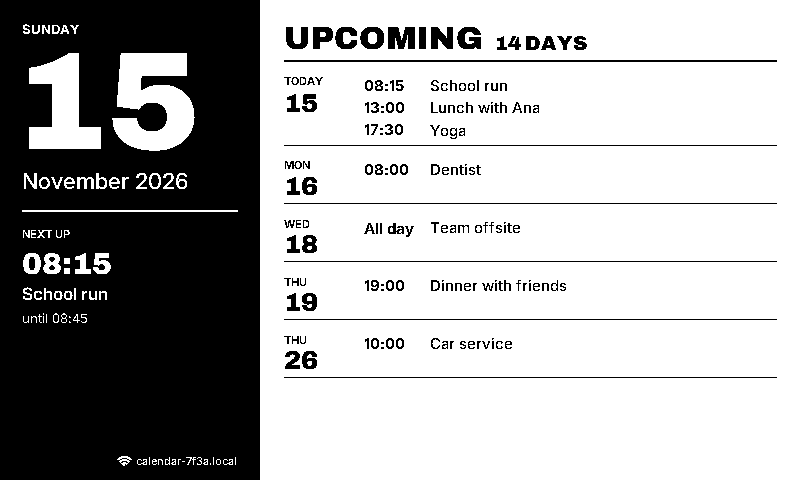 SUNDAY
15
November 2026
NEXT UP
08:15
School run
until 08:45
calendar-7f3a.local
UPCOMING 14 DAYS
TODAY
15
08:15 School run
13:00 Lunch with Ana
17:30 Yoga
MON
16
08:00 Dentist
WED
18
All day Team offsite
THU
19
19:00 Dinner with friends
THU
26
10:00 Car service